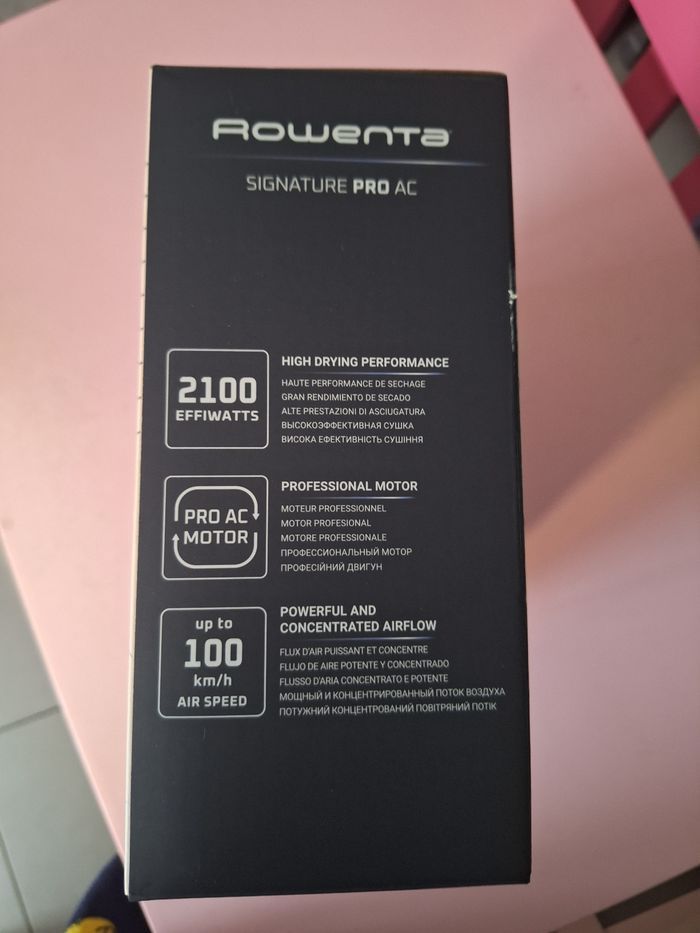 Rowenta
SIGNATURE PRO AC
2100
EFFIWATTS
HIGH DRYING PERFORMANCE
HAUTE PERFORMANCE DE SECHAGE
GRAN RENDIMIENTO DE SECADO
ALTE PRESTAZIONI DI ASCIUGATURA
ВЫСОКОЭФФЕКТИВНАЯ СУШКА
ВИСОКА ЕФЕКТИВНІСТЬ СУШІННЯ
PRO AC
MOTOR
PROFESSIONAL MOTOR
MOTEUR PROFESSIONNEL
MOTOR PROFESIONAL
MOTORE PROFESSIONALE
ПРОФЕССИОНАЛЬНЫЙ МОТОР
ПРОФЕСІЙНИЙ ДВИГУН
up to
100
km/h
AIR SPEED
POWERFUL AND
CONCENTRATED AIRFLOW
FLUX D'AIR PUISSANT ET CONCENTRE
FLUJO DE AIRE POTENTE Y CONCENTRADO
FLUSSO D'ARIA CONCENTRATO E POTENTE
МОЩНЫЙ И КОНЦЕНТРИРОВАННЫЙ ПОТОК ВОЗДУХА
ПОТУЖНИЙ КОНЦЕНТРОВАНИЙ ПОВІТРЯНИЙ ПОТІК